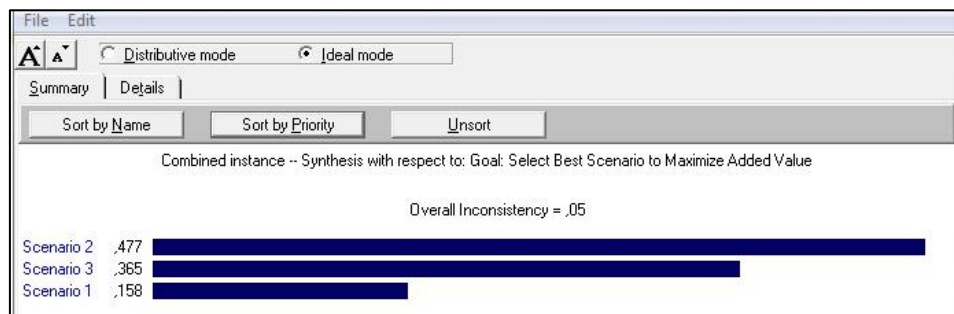 File Edit
A A Distributive mode Ideal mode
Summary Details
Sort by Name Sort by Priority Unsort
Combined instance -- Synthesis with respect to: Goal: Select Best Scenario to Maximize Added Value
Overall Inconsistency = ,05
Scenario 2 ,477
Scenario 3 ,365
Scenario 1 ,158